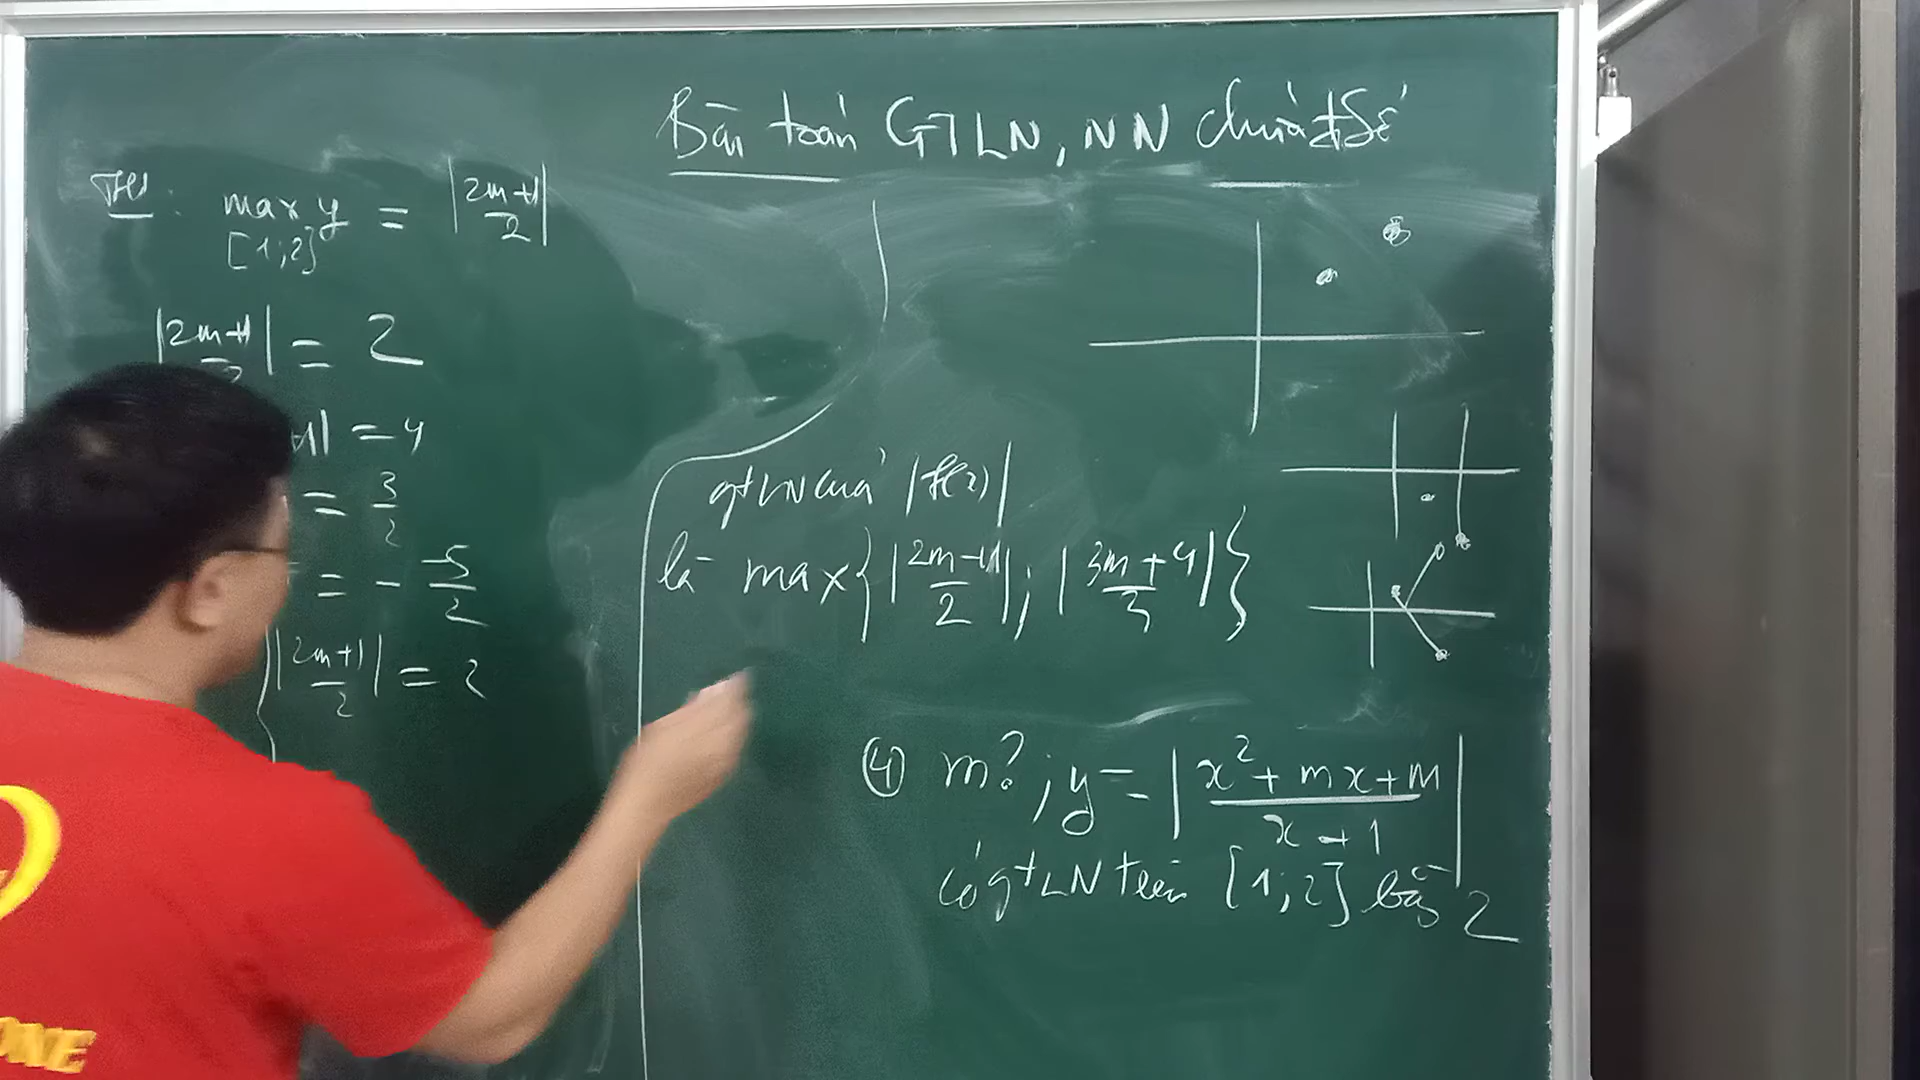 Bài toán GTLN, NN chứa t/số
TH1: max y = |2m+1/2|
[1;2]
|2m+1/2| = 2
+1| = 4
= 3/2
= - -5/2
|2m+1/2| = 2
gtLN của |f(x)|
là max{|2m+1/2|; |3m+4/3|}
④ m?; y = |x²+mx+m/x+1|
có gtLN trên [1;2] bằng 2